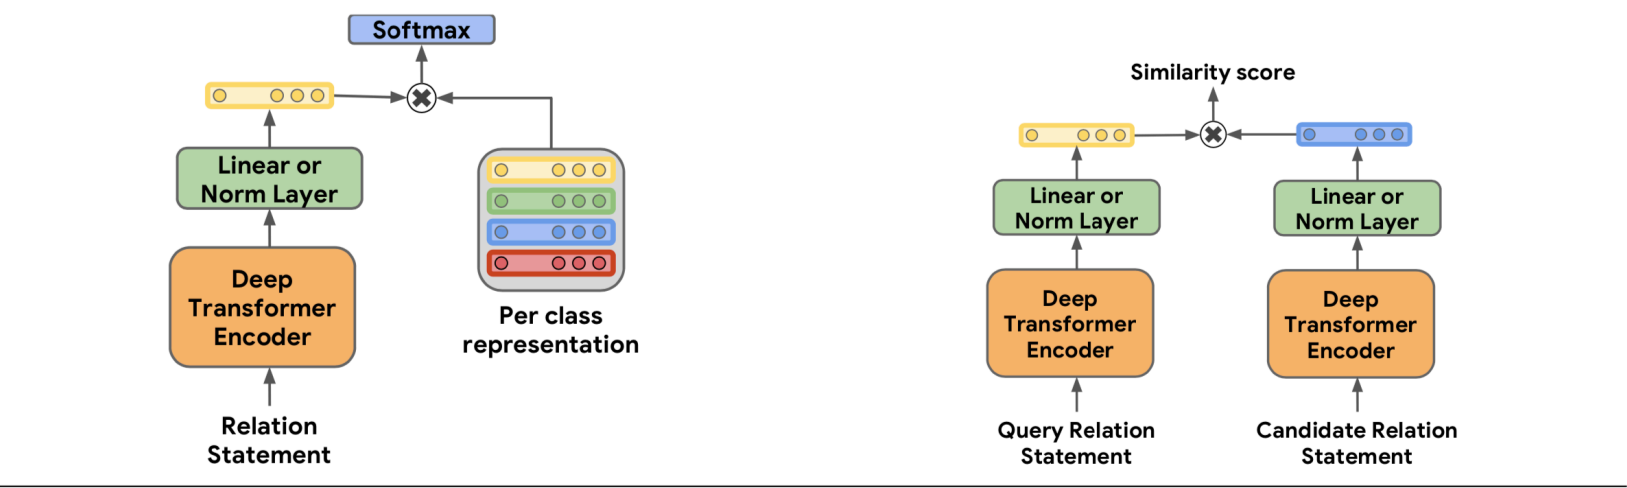 Softmax
Linear or
Norm Layer
Deep
Transformer
Encoder
Relation
Statement
Per class
representation
Similarity score
Linear or
Norm Layer
Deep
Transformer
Encoder
Query Relation
Statement
Linear or
Norm Layer
Deep
Transformer
Encoder
Candidate Relation
Statement